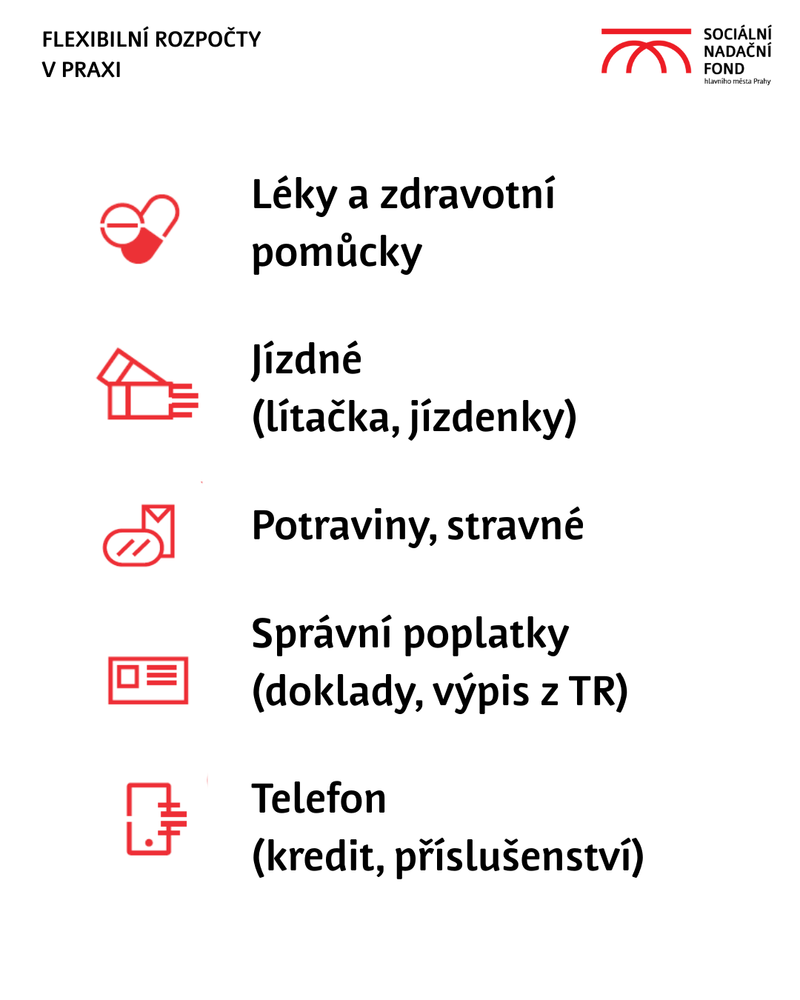 FLEXIBILNÍ ROZPOČTY
V PRAXI
SOCIÁLNÍ
NADAČNÍ
FOND
hlavního města Prahy
Léky a zdravotní
pomůcky
Jízdné
(lítačka, jízdenky)
Potraviny, stravné
Správní poplatky
(doklady, výpis z TR)
Telefon
(kredit, příslušenství)